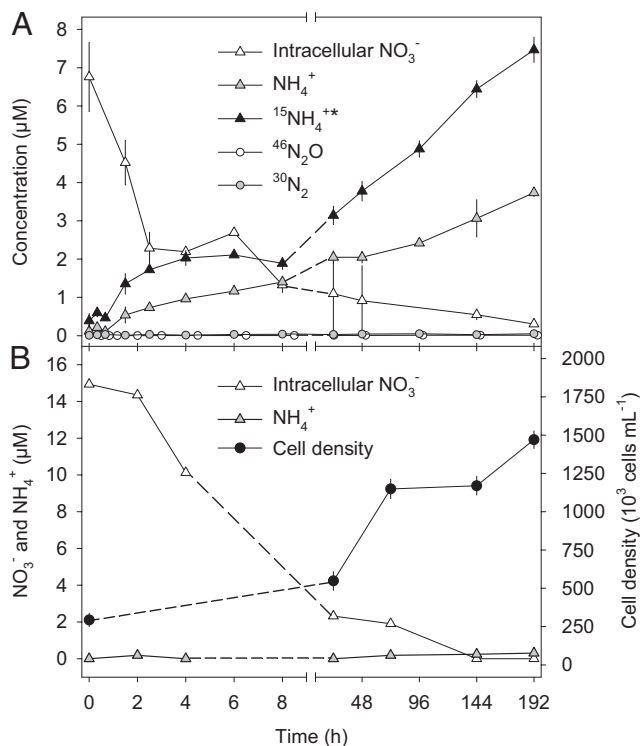 A
8
7
6
5
4
3
2
1
0
Concentration (µM)
Intracellular NO₃⁻
NH₄⁺
¹⁵NH₄⁺*
⁴⁶N₂O
³⁰N₂
B
16
14
12
10
8
6
4
2
0
NO₃⁻ and NH₄⁺ (µM)
Intracellular NO₃⁻
NH₄⁺
Cell density
2000
1750
1500
1250
1000
750
500
250
0
Cell density (10³ cells mL⁻¹)
0 2 4 6 8 48 96 144 192
Time (h)